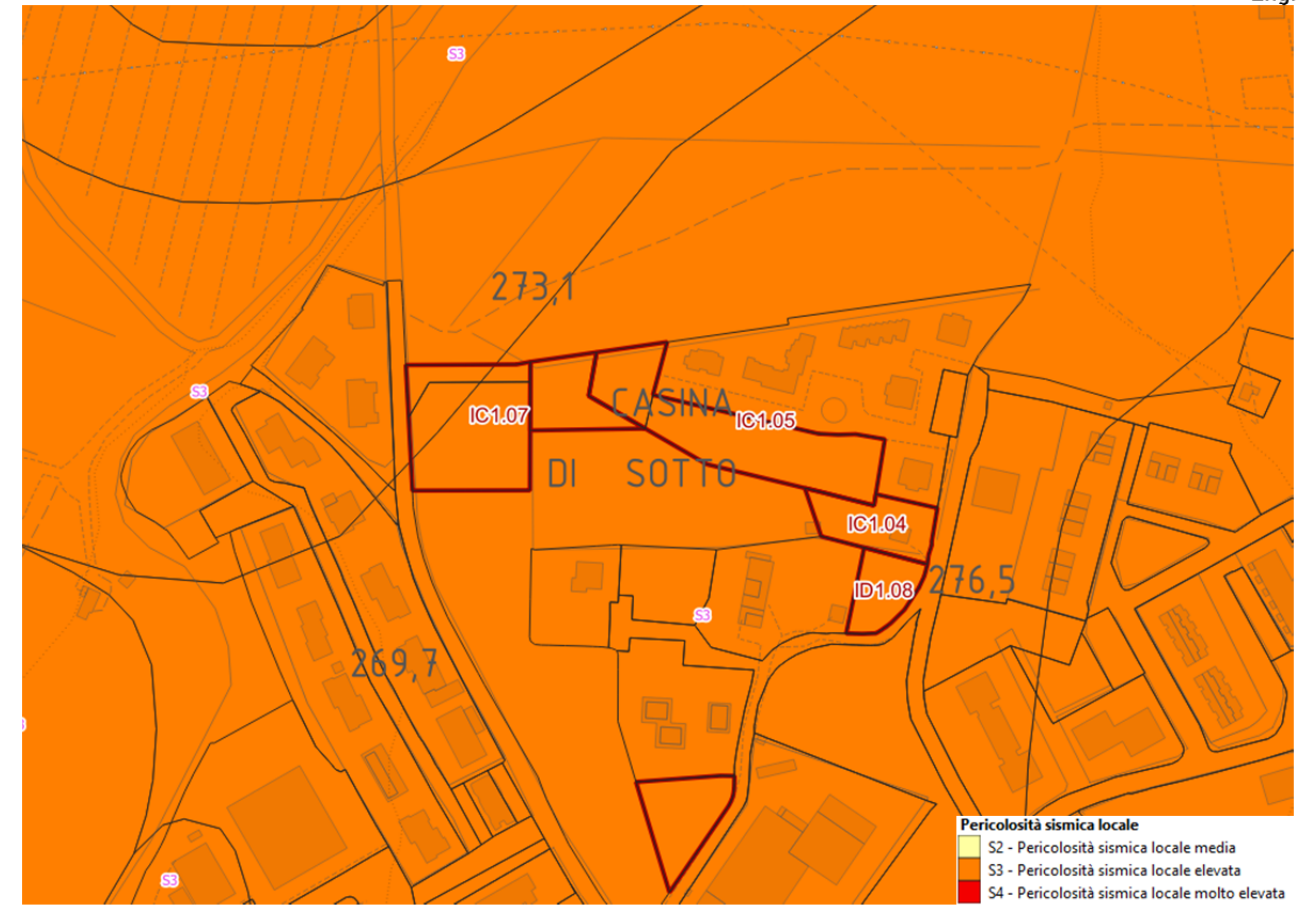 S3
273,1
S3
CASINA
IC1.07
IC1.05
DI SOTTO
IC1.04
276,5
ID1.08
S3
269,7
S3
Pericolosità sismica locale
S2 - Pericolosità sismica locale media
S3 - Pericolosità sismica locale elevata
S4 - Pericolosità sismica locale molto elevata